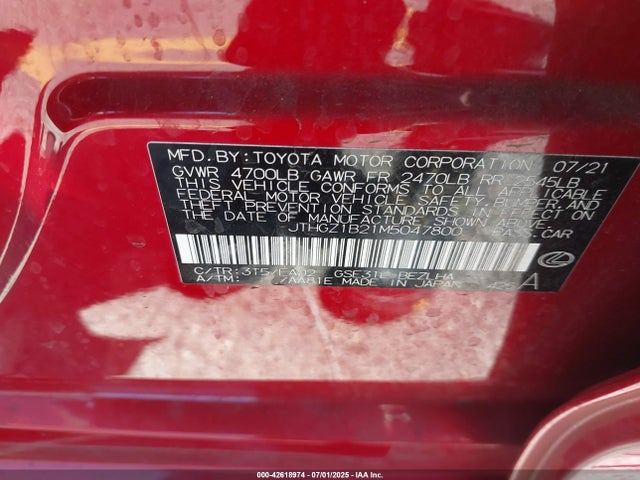 MFD. BY: TOYOTA MOTOR CORPORATION 07/21
GVWR 4700LB GAWR FR 2470LB RR 2545LB
THIS VEHICLE CONFORMS TO ALL APPLICABLE
FEDERAL MOTOR VEHICLE SAFETY, BUMPER, AND
THEFT PREVENTION STANDARDS IN EFFECT ON
THE DATE OF MANUFACTURE SHOWN ABOVE.
JTHGZ1B21M5047800 PASS.CAR
C/TR: 3T5/EA02 GSE31L-BEZLHA
A/TM: /AA81E MADE IN JAPAN 426 A
000-42618974 - 07/01/2025 - IAA Inc.